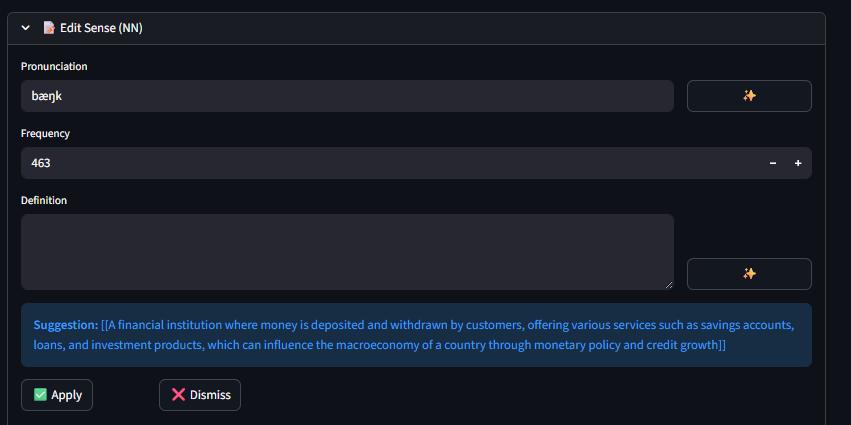 Edit Sense (NN)
Pronunciation
bæŋk
Frequency
463
Definition
Suggestion: [[A financial institution where money is deposited and withdrawn by customers, offering various services such as savings accounts,
loans, and investment products, which can influence the macroeconomy of a country through monetary policy and credit growth]]
Apply
Dismiss